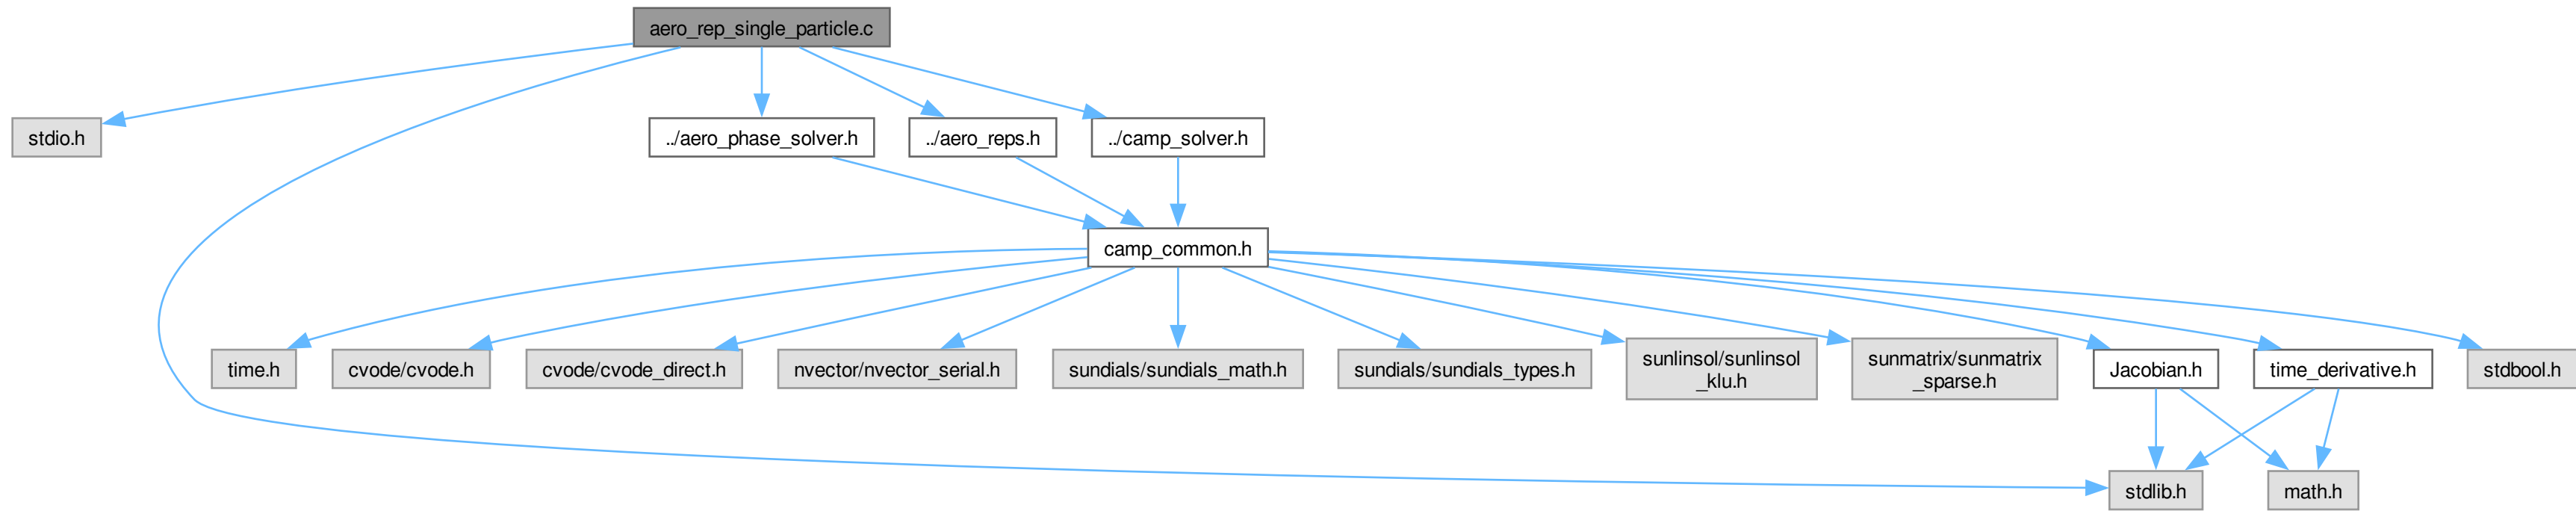 aero_rep_single_particle.c
stdio.h
../aero_phase_solver.h
../aero_reps.h
../camp_solver.h
camp_common.h
time.h
cvode/cvode.h
cvode/cvode_direct.h
nvector/nvector_serial.h
sundials/sundials_math.h
sundials/sundials_types.h
sunlinsol/sunlinsol
_klu.h
sunmatrix/sunmatrix
_sparse.h
Jacobian.h
time_derivative.h
stdbool.h
stdlib.h
math.h